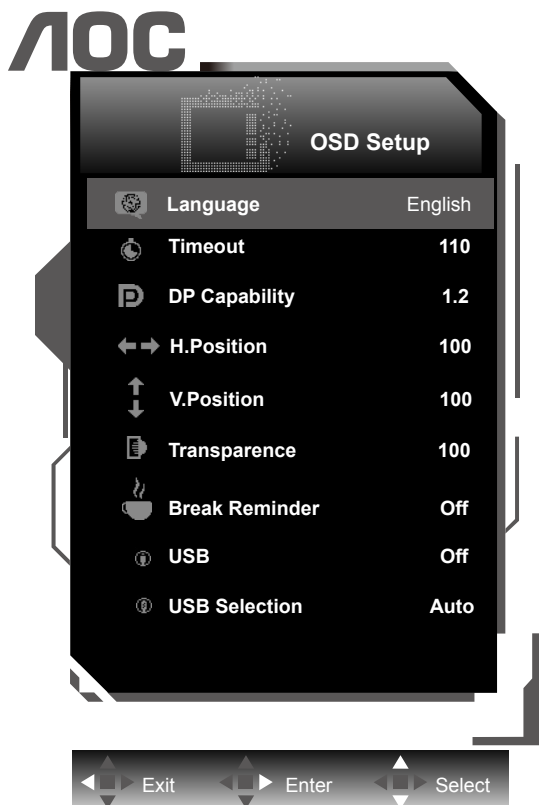 AOC
OSD Setup
Language English
Timeout 110
DP Capability 1.2
H.Position 100
V.Position 100
Transparence 100
Break Reminder Off
USB Off
USB Selection Auto
Exit Enter Select